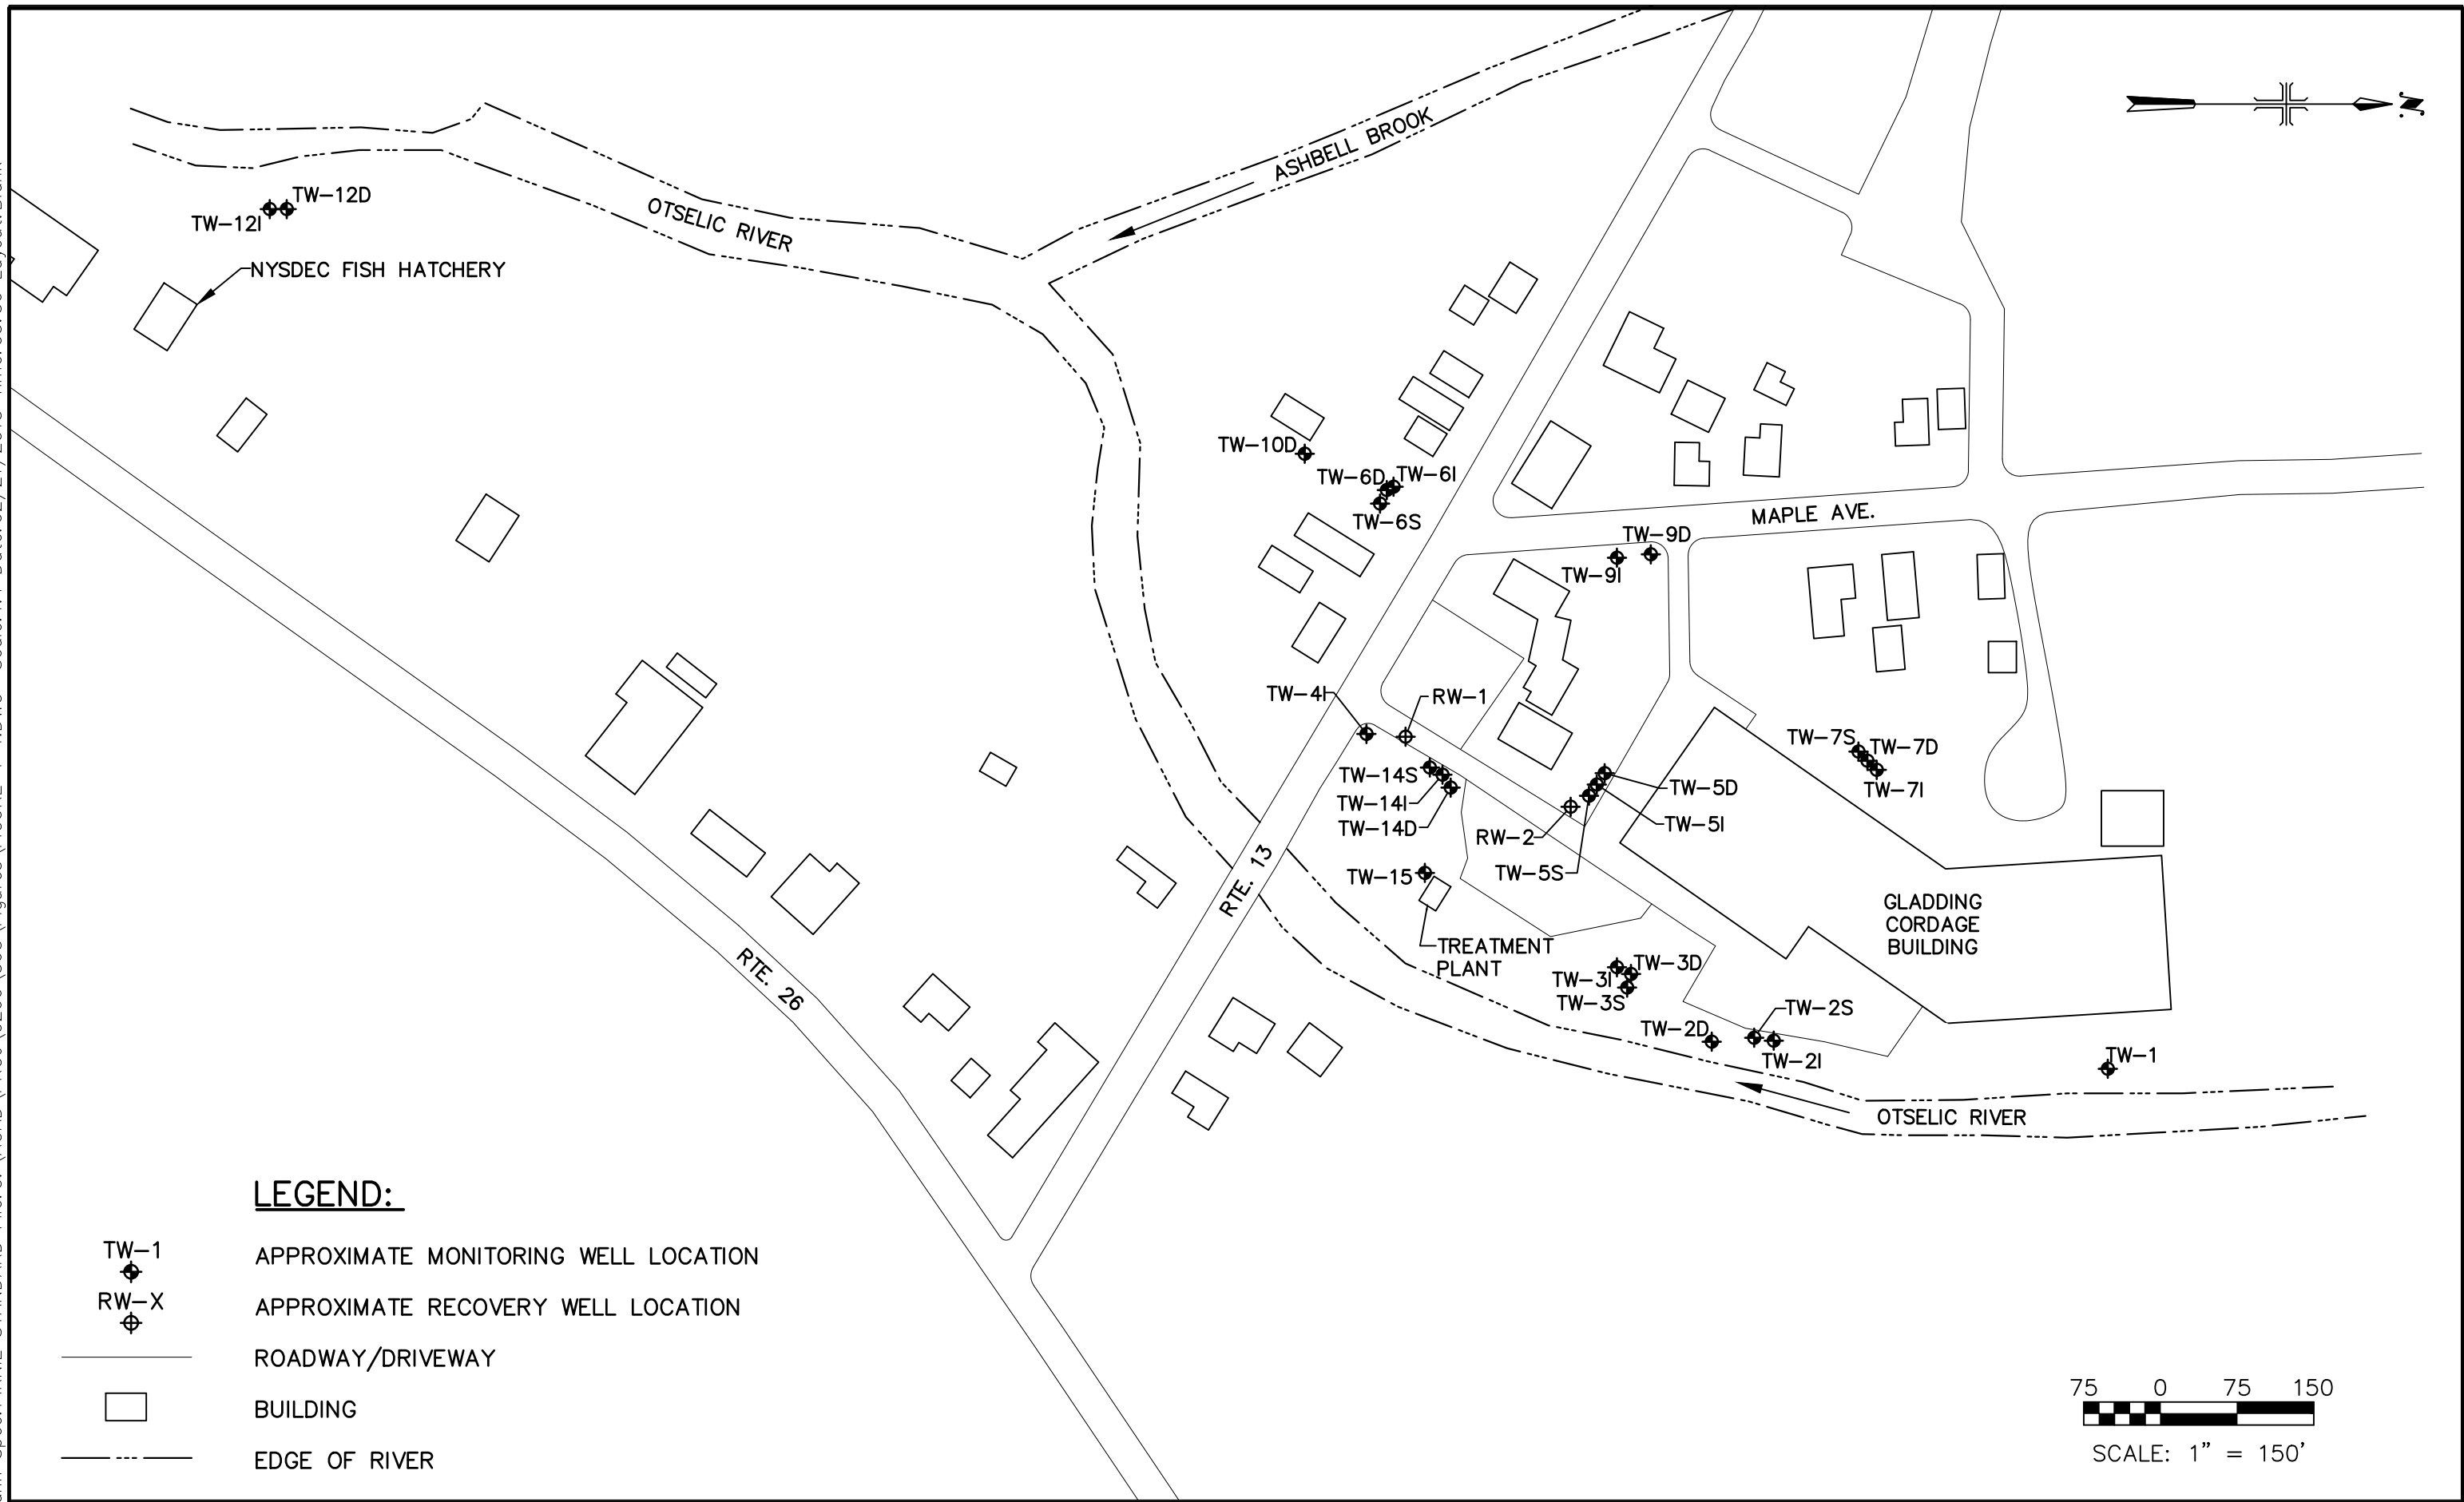 N
ASHBELL BROOK
TW-12D
TW-12I
OTSELIC RIVER
NYSDEC FISH HATCHERY
TW-10D
TW-6D
TW-6I
TW-6S
MAPLE AVE.
TW-9D
TW-9I
TW-4I
RW-1
TW-7S
TW-7D
TW-7I
TW-14S
TW-14I
TW-14D
TW-5D
TW-5I
RW-2
TW-5S
TW-15
RTE. 13
GLADDING
CORDAGE
BUILDING
TREATMENT
PLANT
TW-3D
TW-3I
TW-3S
RTE. 26
TW-2D
TW-2S
TW-2I
TW-1
OTSELIC RIVER
LEGEND:
TW-1
APPROXIMATE MONITORING WELL LOCATION
RW-X
APPROXIMATE RECOVERY WELL LOCATION
ROADWAY/DRIVEWAY
BUILDING
EDGE OF RIVER
75 0 75 150
SCALE: 1" = 150'